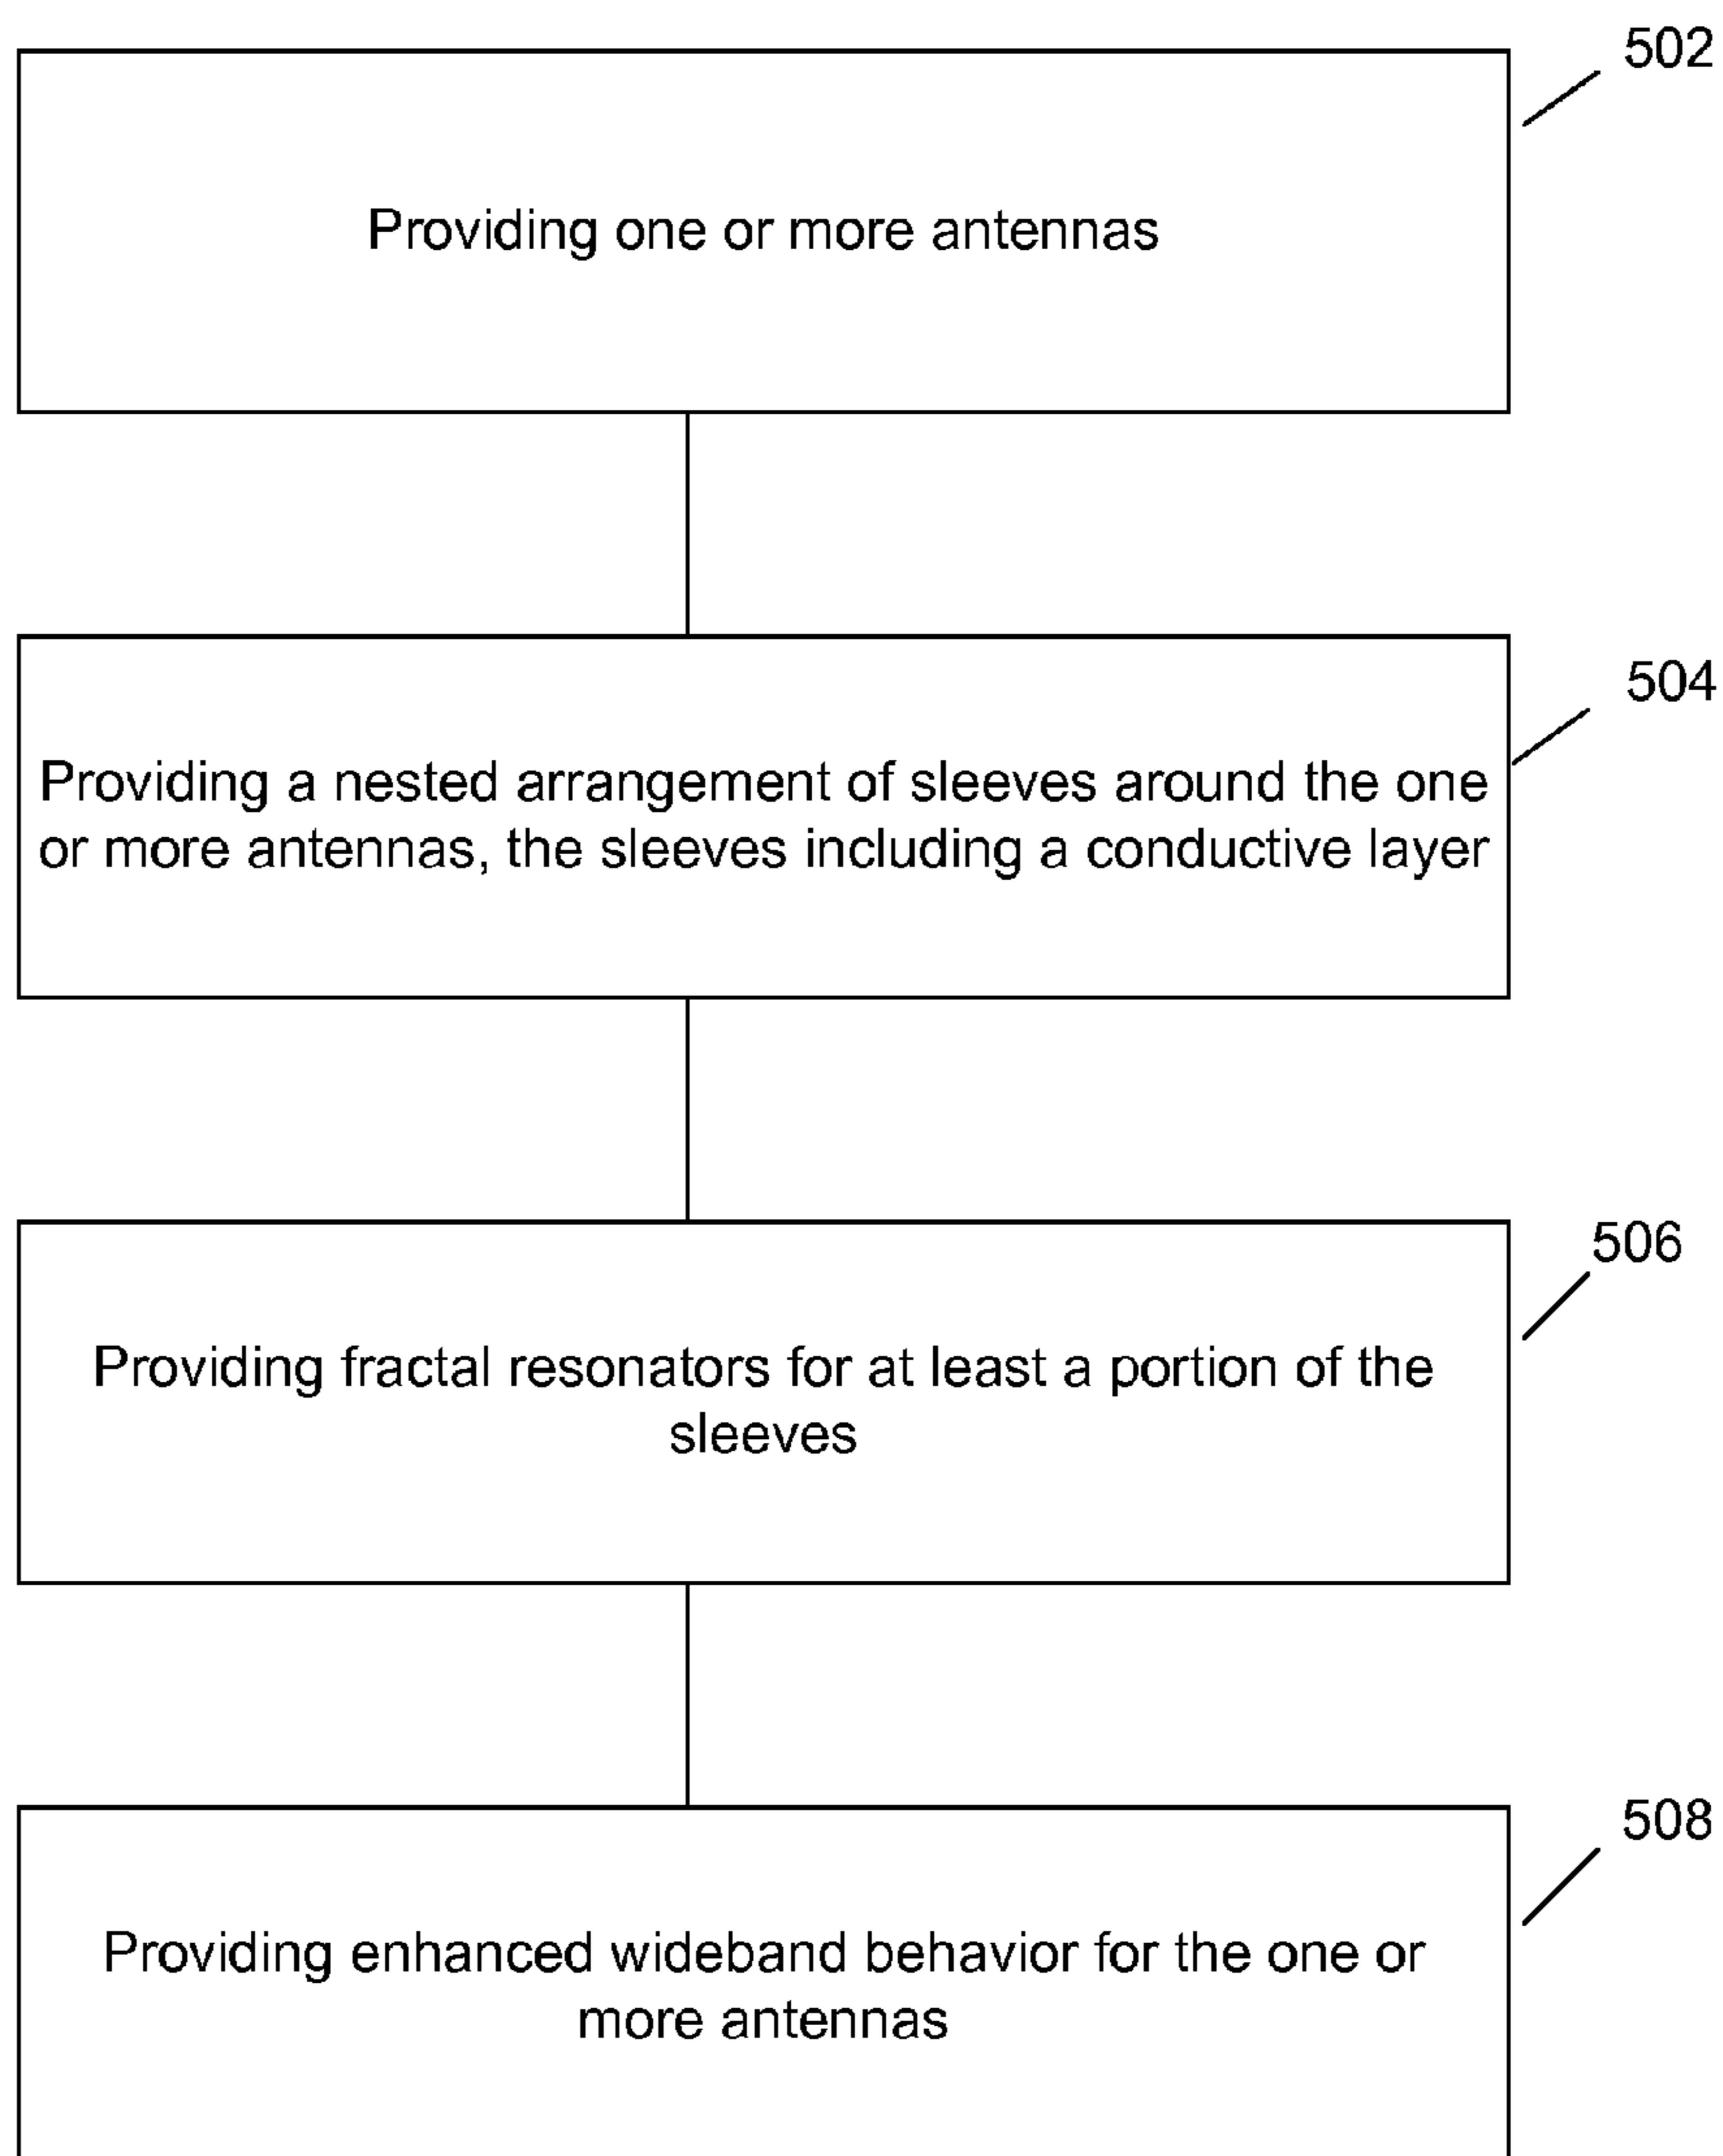 502
Providing one or more antennas
504
Providing a nested arrangement of sleeves around the one
or more antennas, the sleeves including a conductive layer
506
Providing fractal resonators for at least a portion of the
sleeves
508
Providing enhanced wideband behavior for the one or
more antennas